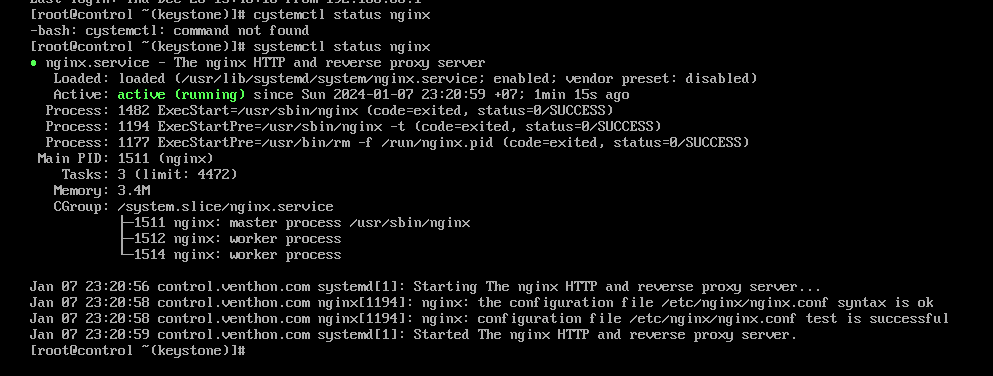 [root@control ~(keystone)]# cystemctl status nginx
-bash: cystemctl: command not found
[root@control ~(keystone)]# systemctl status nginx
● nginx.service - The nginx HTTP and reverse proxy server
   Loaded: loaded (/usr/lib/systemd/system/nginx.service; enabled; vendor preset: disabled)
   Active: active (running) since Sun 2024-01-07 23:20:59 +07; 1min 15s ago
  Process: 1482 ExecStart=/usr/sbin/nginx (code=exited, status=0/SUCCESS)
  Process: 1194 ExecStartPre=/usr/sbin/nginx -t (code=exited, status=0/SUCCESS)
  Process: 1177 ExecStartPre=/usr/bin/rm -f /run/nginx.pid (code=exited, status=0/SUCCESS)
 Main PID: 1511 (nginx)
    Tasks: 3 (limit: 4472)
   Memory: 3.4M
   CGroup: /system.slice/nginx.service
           ├─1511 nginx: master process /usr/sbin/nginx
           ├─1512 nginx: worker process
           └─1514 nginx: worker process
Jan 07 23:20:56 control.venthon.com systemd[1]: Starting The nginx HTTP and reverse proxy server...
Jan 07 23:20:58 control.venthon.com nginx[1194]: nginx: the configuration file /etc/nginx/nginx.conf syntax is ok
Jan 07 23:20:58 control.venthon.com nginx[1194]: nginx: configuration file /etc/nginx/nginx.conf test is successful
Jan 07 23:20:59 control.venthon.com systemd[1]: Started The nginx HTTP and reverse proxy server.
[root@control ~(keystone)]#